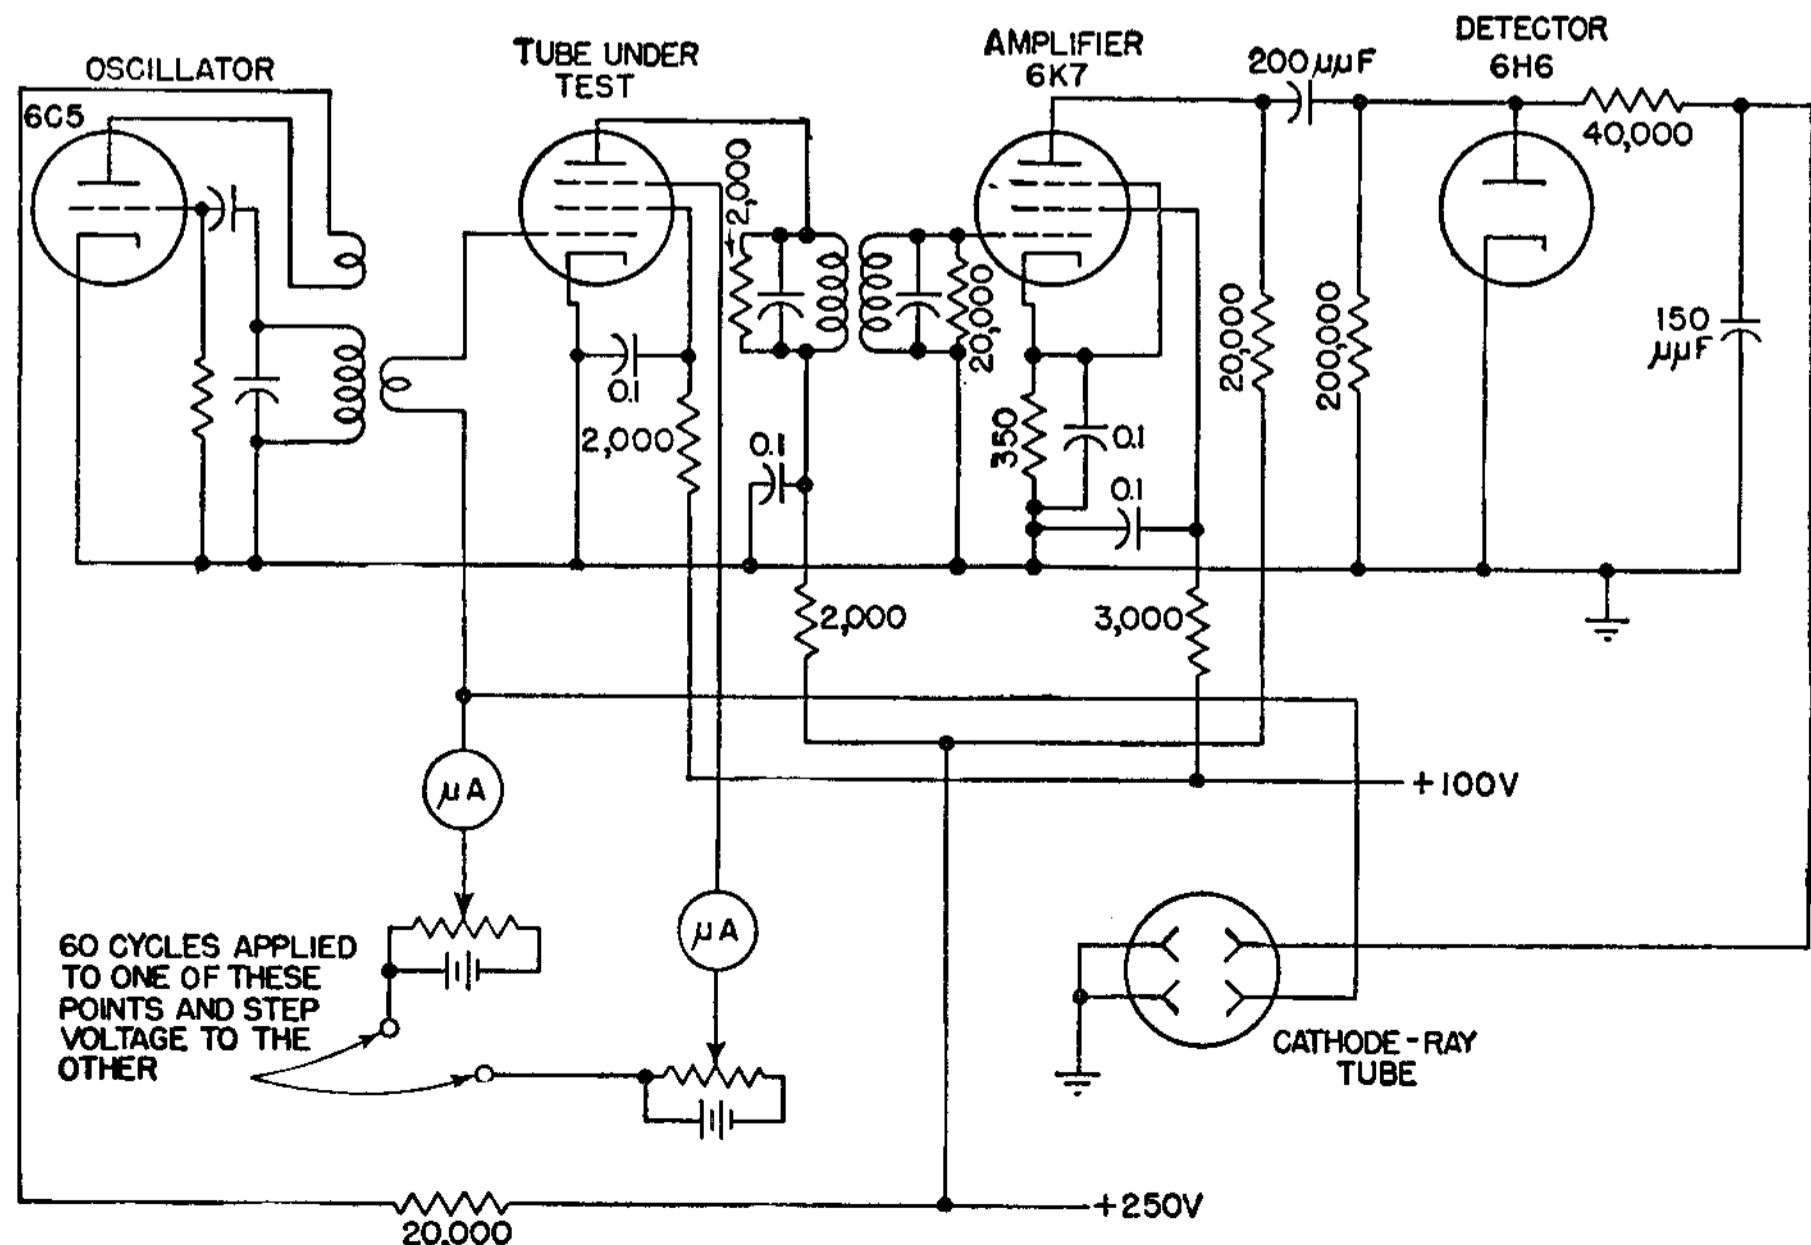 OSCILLATOR
6C5
TUBE UNDER
TEST
AMPLIFIER
6K7
200 μμF
DETECTOR
6H6
40,000
2,000
20,000
20,000
200,000
150
μμF
0.1
2,000
0.1
350
0.1
0.1
2,000
3,000
μA
+100V
μA
60 CYCLES APPLIED
TO ONE OF THESE
POINTS AND STEP
VOLTAGE TO THE
OTHER
CATHODE-RAY
TUBE
20,000
+250V